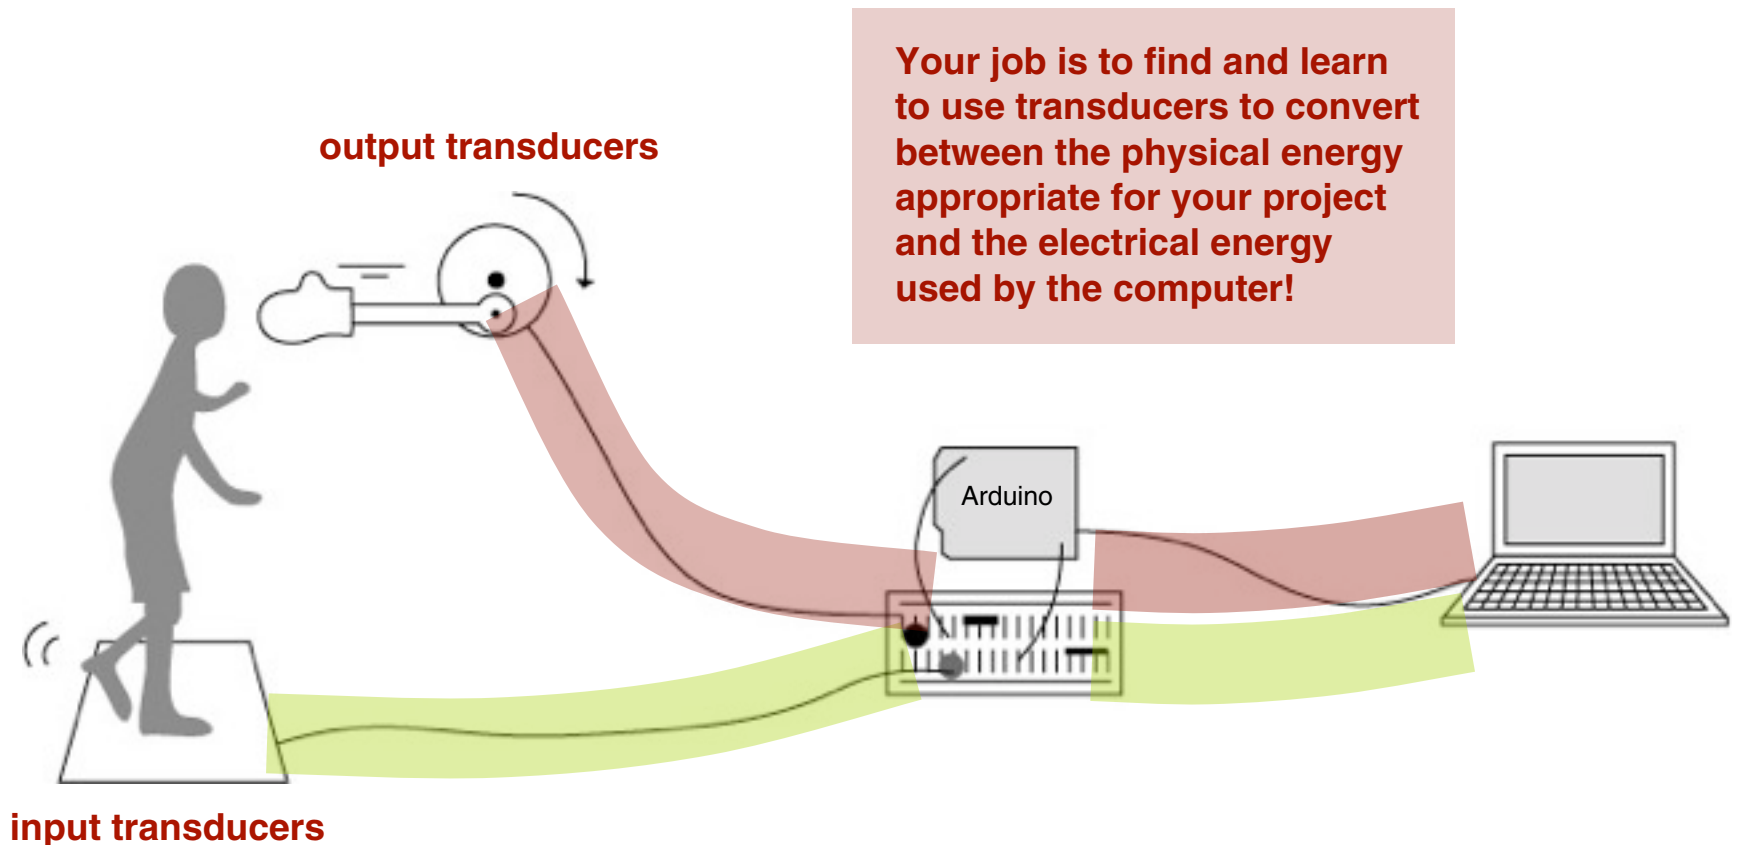 Your job is to find and learn
to use transducers to convert
between the physical energy
appropriate for your project
and the electrical energy
used by the computer!
output transducers
Arduino
input transducers